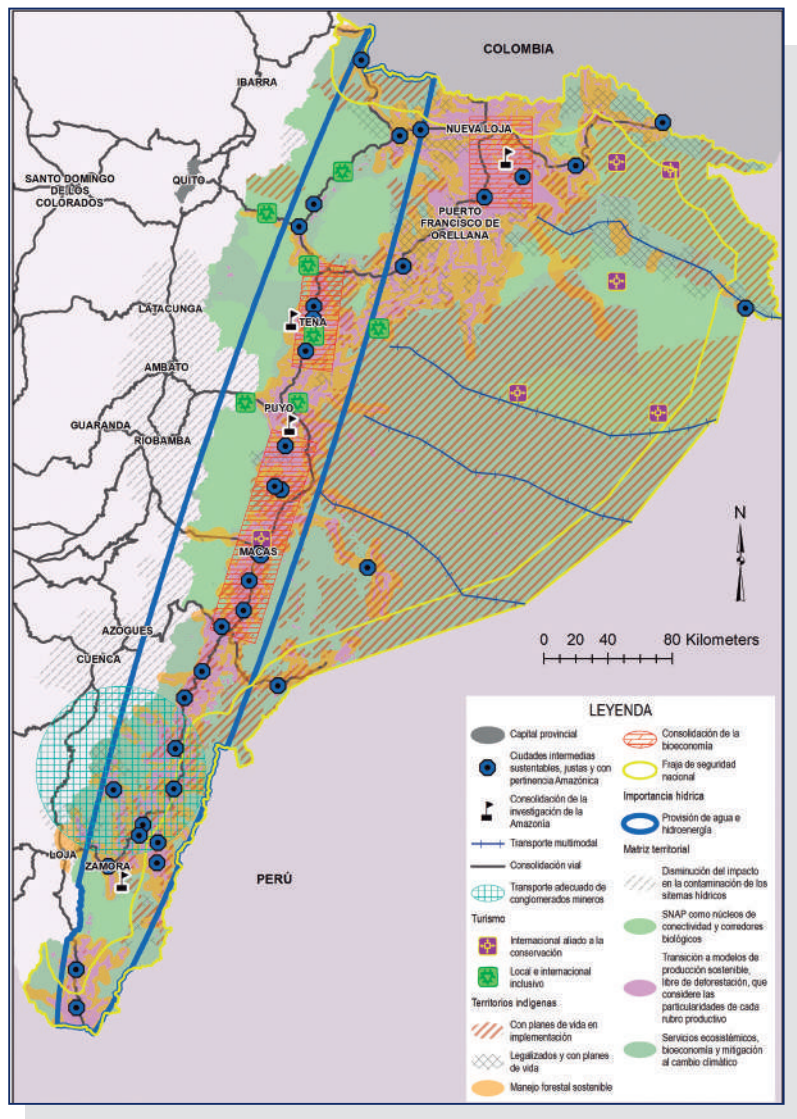 COLOMBIA
IBARRA
NUEVA LOJA
SANTO DOMINGO
DE LOS
COLORADOS
QUITO
PUERTO
FRANCISCO DE
ORELLANA
LATACUNGA
TENA
AMBATO
PUYO
GUARANDA
RIOBAMBA
N
MACAS
AZOGUES
0 20 40 80 Kilometers
CUENCA
LOJA
ZAMORA
PERÚ
LEYENDA
Capital provincial
Ciudades intermedias
sustentables, justas y con
pertinencia Amazónica
Consolidación de la
investigación de la
Amazonía
Transporte multimodal
Consolidación vial
Transporte adecuado de
conglomerados mineros
Turismo
Internacional aliado a la
conservación
Local e internacional
inclusivo
Territorios indígenas
Con planes de vida en
implementación
Legalizados y con planes
de vida
Manejo forestal sostenible
Consolidación de la
bioeconomía
Fraja de seguridad
nacional
Importancia hídrica
Provisión de agua e
hidroenergía
Matriz territorial
Disminución del impacto
en la contaminación de los
sitemas hídricos
SNAP como núcleos de
conectividad y corredores
biológicos
Transición a modelos de
producción sostenible,
libre de deforestación, que
considere las
particularidades de cada
rubro productivo
Servicios ecosistémicos,
bioeconomía y mitigación
al cambio climático